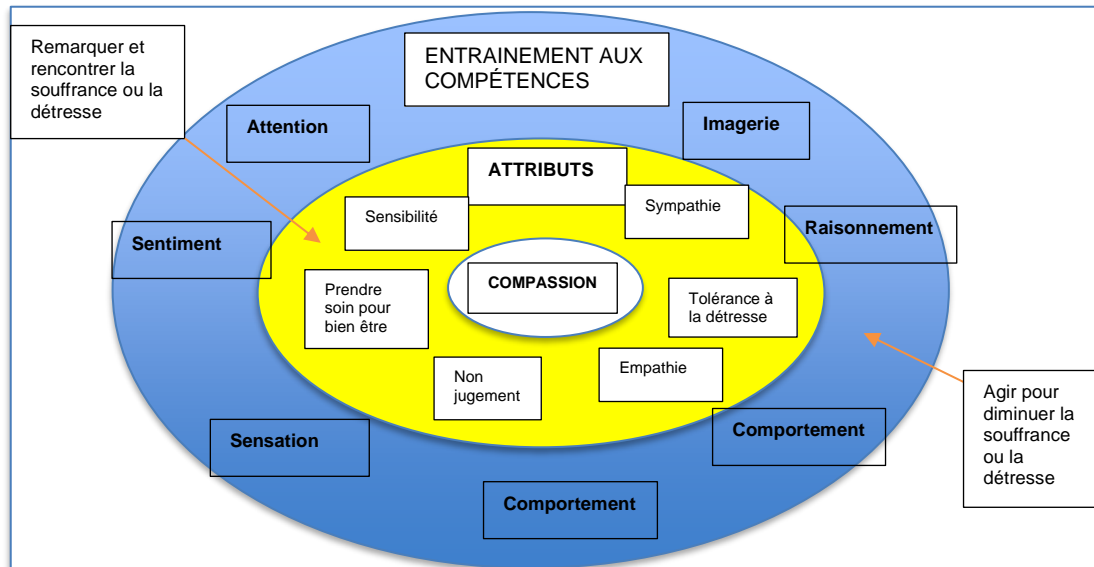 Remarquer et
rencontrer la
souffrance ou la
détresse
ENTRAINEMENT AUX
COMPÉTENCES
Attention
Imagerie
ATTRIBUTS
Sensibilité
Sympathie
Sentiment
Raisonnement
Prendre
soin pour
bien être
COMPASSION
Tolérance à
la détresse
Non
jugement
Empathie
Agir pour
diminuer la
souffrance
ou la
détresse
Sensation
Comportement
Comportement